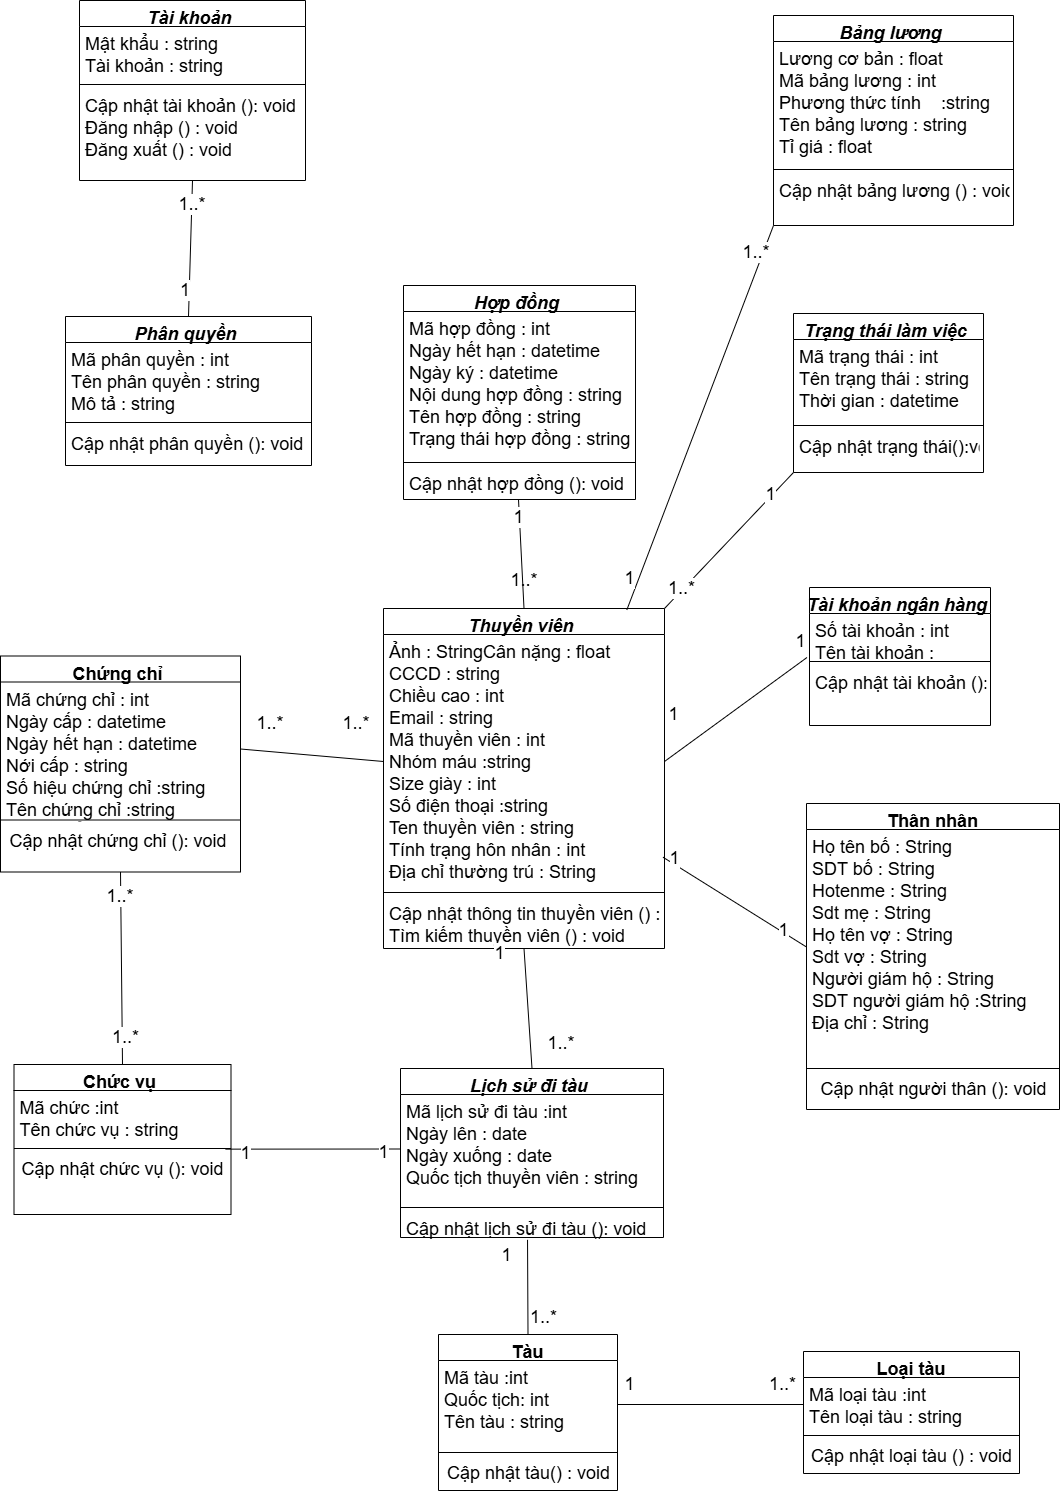 Tài khoản
Mật khẩu : string
Tài khoản : string
Cập nhật tài khoản (): void
Đăng nhập () : void
Đăng xuất () : void
1..*
1
Phân quyền
Mã phân quyền : int
Tên phân quyền : string
Mô tả : string
Cập nhật phân quyền (): void
Bảng lương
Lương cơ bản : float
Mã bảng lương : int
Phương thức tính :string
Tên bảng lương : string
Tỉ giá : float
Cập nhật bảng lương () : voi
1..*
1
Hợp đồng
Mã hợp đồng : int
Ngày hết hạn : datetime
Ngày ký : datetime
Nội dung hợp đồng : string
Tên hợp đồng : string
Trạng thái hợp đồng : string
Cập nhật hợp đồng (): void
1
1..*
Trạng thái làm việc
Mã trạng thái : int
Tên trạng thái : string
Thời gian : datetime
Cập nhật trạng thái():v
1
1..*
Tài khoản ngân hàng
Số tài khoản : int
Tên tài khoản :
Cập nhật tài khoản ():
1
1
Thuyền viên
Ảnh : StringCân nặng : float
CCCD : string
Chiều cao : int
Email : string
Mã thuyền viên : int
Nhóm máu :string
Size giày : int
Số điện thoại :string
Ten thuyền viên : string
Tính trạng hôn nhân : int
Địa chỉ thường trú : String
Cập nhật thông tin thuyền viên () :
Tìm kiếm thuyền viên () : void
Chứng chỉ
Mã chứng chỉ : int
Ngày cấp : datetime
Ngày hết hạn : datetime
Nới cấp : string
Số hiệu chứng chỉ :string
Tên chứng chỉ :string
Cập nhật chứng chỉ (): void
1..*
1..*
1..*
1..*
Thân nhân
Họ tên bố : String
SDT bố : String
Hotenme : String
Sdt mẹ : String
Họ tên vợ : String
Sdt vợ : String
Người giám hộ : String
SDT người giám hộ :String
Địa chỉ : String
Cập nhật người thân () : void
1
1
1
1..*
Chức vụ
Mã chức :int
Tên chức vụ : string
Cập nhật chức vụ (): void
1
1
Lịch sử đi tàu
Mã lịch sử đi tàu :int
Ngày lên : date
Ngày xuống : date
Quốc tịch thuyền viên : string
Cập nhật lịch sử đi tàu (): void
1
1..*
Tàu
Mã tàu :int
Quốc tịch: int
Tên tàu : string
Cập nhật tàu() : void
1
1..*
Loại tàu
Mã loại tàu :int
Tên loại tàu : string
Cập nhật loại tàu () : void